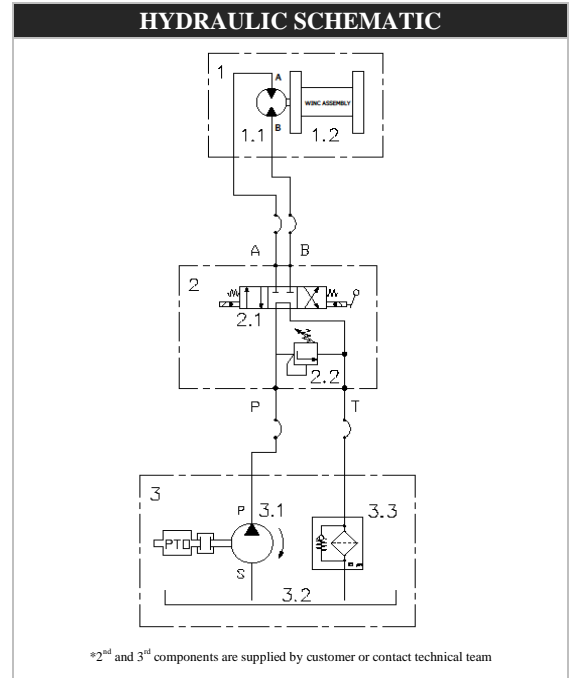 HYDRAULIC SCHEMATIC
1
A
WINC ASSEMBLY
1.1
B
1.2
A B
2
2.1
2.2
P T
3
P 3.1
3.3
PTO
S
3.2
*2nd and 3rd components are supplied by customer or contact technical team